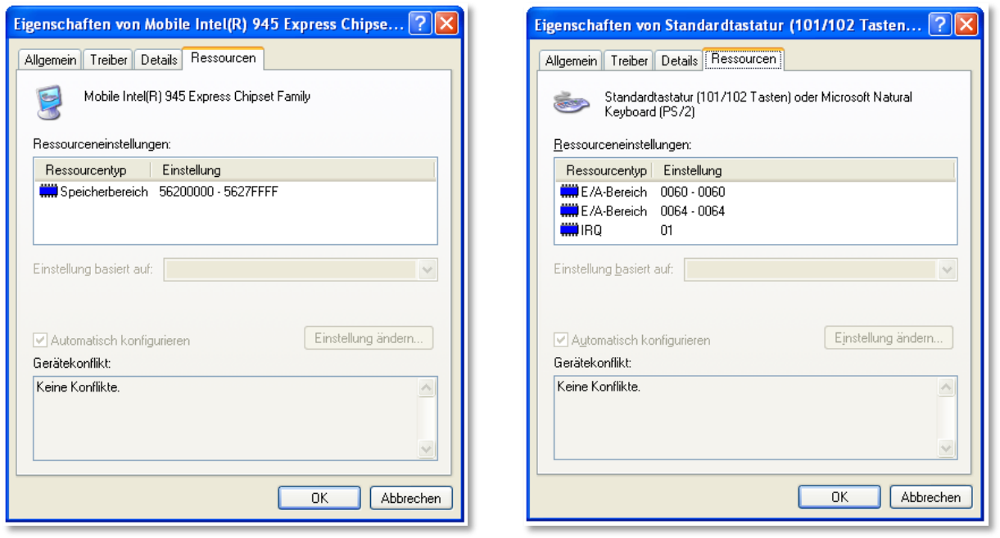 Eigenschaften von Mobile Intel(R) 945 Express Chipse...
Allgemein Treiber Details Ressourcen
Mobile Intel(R) 945 Express Chipset Family
Ressourceneinstellungen:
Ressourcentyp Einstellung
Speicherbereich 56200000 - 5627FFFF
Einstellung basiert auf:
Automatisch konfigurieren Einstellung ändern...
Gerätekonflikt:
Keine Konflikte.
OK Abbrechen
Eigenschaften von Standardtastatur (101/102 Tasten...
Allgemein Treiber Details Ressourcen
Standardtastatur (101/102 Tasten) oder Microsoft Natural
Keyboard (PS/2)
Ressourceneinstellungen:
Ressourcentyp Einstellung
E/A-Bereich 0060 - 0060
E/A-Bereich 0064 - 0064
IRQ 01
Einstellung basiert auf:
Automatisch konfigurieren Einstellung ändern...
Gerätekonflikt:
Keine Konflikte.
OK Abbrechen